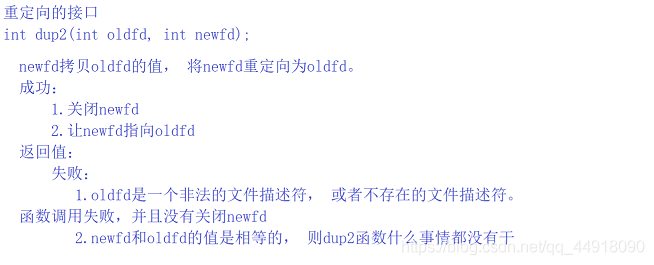 重定向的接口
int dup2(int oldfd, int newfd);
newfd拷贝oldfd的值， 将newfd重定向为oldfd。
成功：
1.关闭newfd
2.让newfd指向oldfd
返回值：
失败：
1.oldfd是一个非法的文件描述符， 或者不存在的文件描述符。
函数调用失败，并且没有关闭newfd
2.newfd和oldfd的值是相等的， 则dup2函数什么事情都没有干
https://blog.csdn.net/qq_44918090